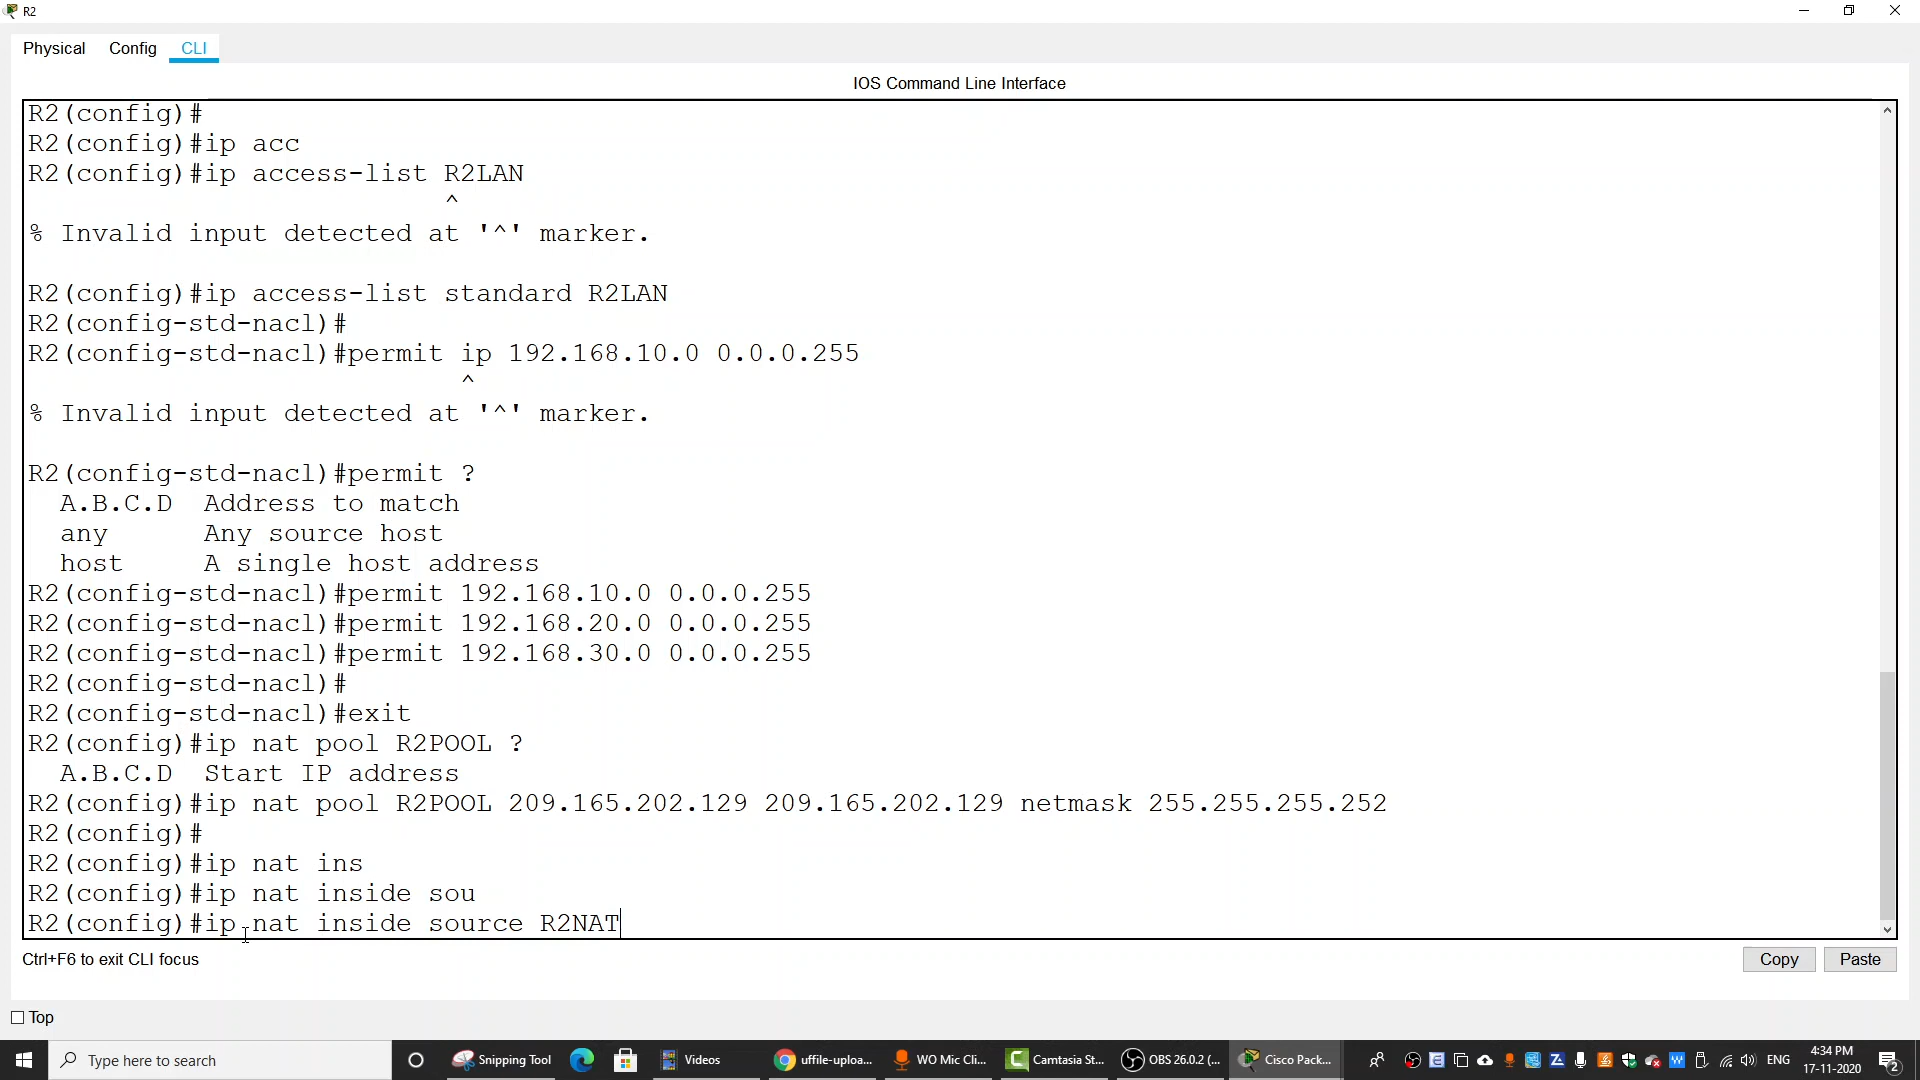 R2
Physical Config CLI
IOS Command Line Interface
R2(config)#
R2(config)#ip acc
R2(config)#ip access-list R2LAN
^
% Invalid input detected at '^' marker.
R2(config)#ip access-list standard R2LAN
R2(config-std-nacl)#
R2(config-std-nacl)#permit ip 192.168.10.0 0.0.0.255
^
% Invalid input detected at '^' marker.
R2(config-std-nacl)#permit ?
A.B.C.D Address to match
any Any source host
host A single host address
R2(config-std-nacl)#permit 192.168.10.0 0.0.0.255
R2(config-std-nacl)#permit 192.168.20.0 0.0.0.255
R2(config-std-nacl)#permit 192.168.30.0 0.0.0.255
R2(config-std-nacl)#
R2(config-std-nacl)#exit
R2(config)#ip nat pool R2POOL ?
A.B.C.D Start IP address
R2(config)#ip nat pool R2POOL 209.165.202.129 209.165.202.129 netmask 255.255.255.252
R2(config)#
R2(config)#ip nat ins
R2(config)#ip nat inside sou
R2(config)#ip nat inside source R2NAT
Ctrl+F6 to exit CLI focus
Copy Paste
Top
Type here to search Snipping Tool Videos uffile-uploa... WO Mic Cli... Camtasia St... OBS 26.0.2 (... Cisco Pack... ENG 4:34 PM
17-11-2020 2